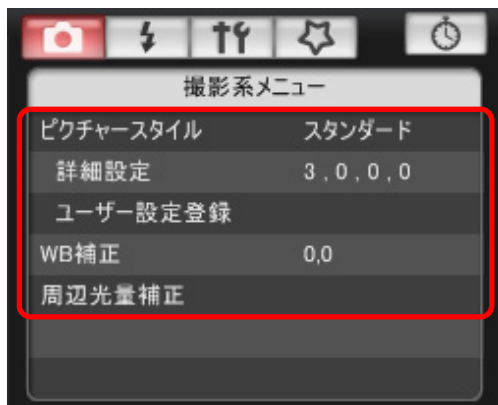 撮影系メニュー
ピクチャースタイル スタンダード
詳細設定 3 , 0 , 0 , 0
ユーザー設定登録
WB補正 0,0
周辺光量補正